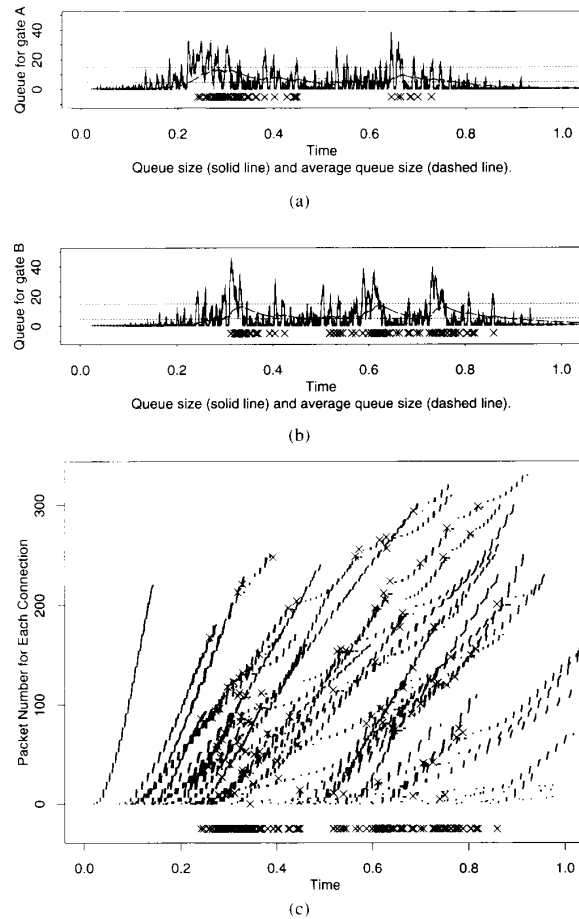 Queue for gate A
40
20
0
0.0 0.2 0.4 0.6 0.8 1.0
Time
Queue size (solid line) and average queue size (dashed line).
(a)
Queue for gate B
40
20
0
0.0 0.2 0.4 0.6 0.8 1.0
Time
Queue size (solid line) and average queue size (dashed line).
(b)
Packet Number for Each Connection
300
200
100
0
0.0 0.2 0.4 0.6 0.8 1.0
Time
(c)